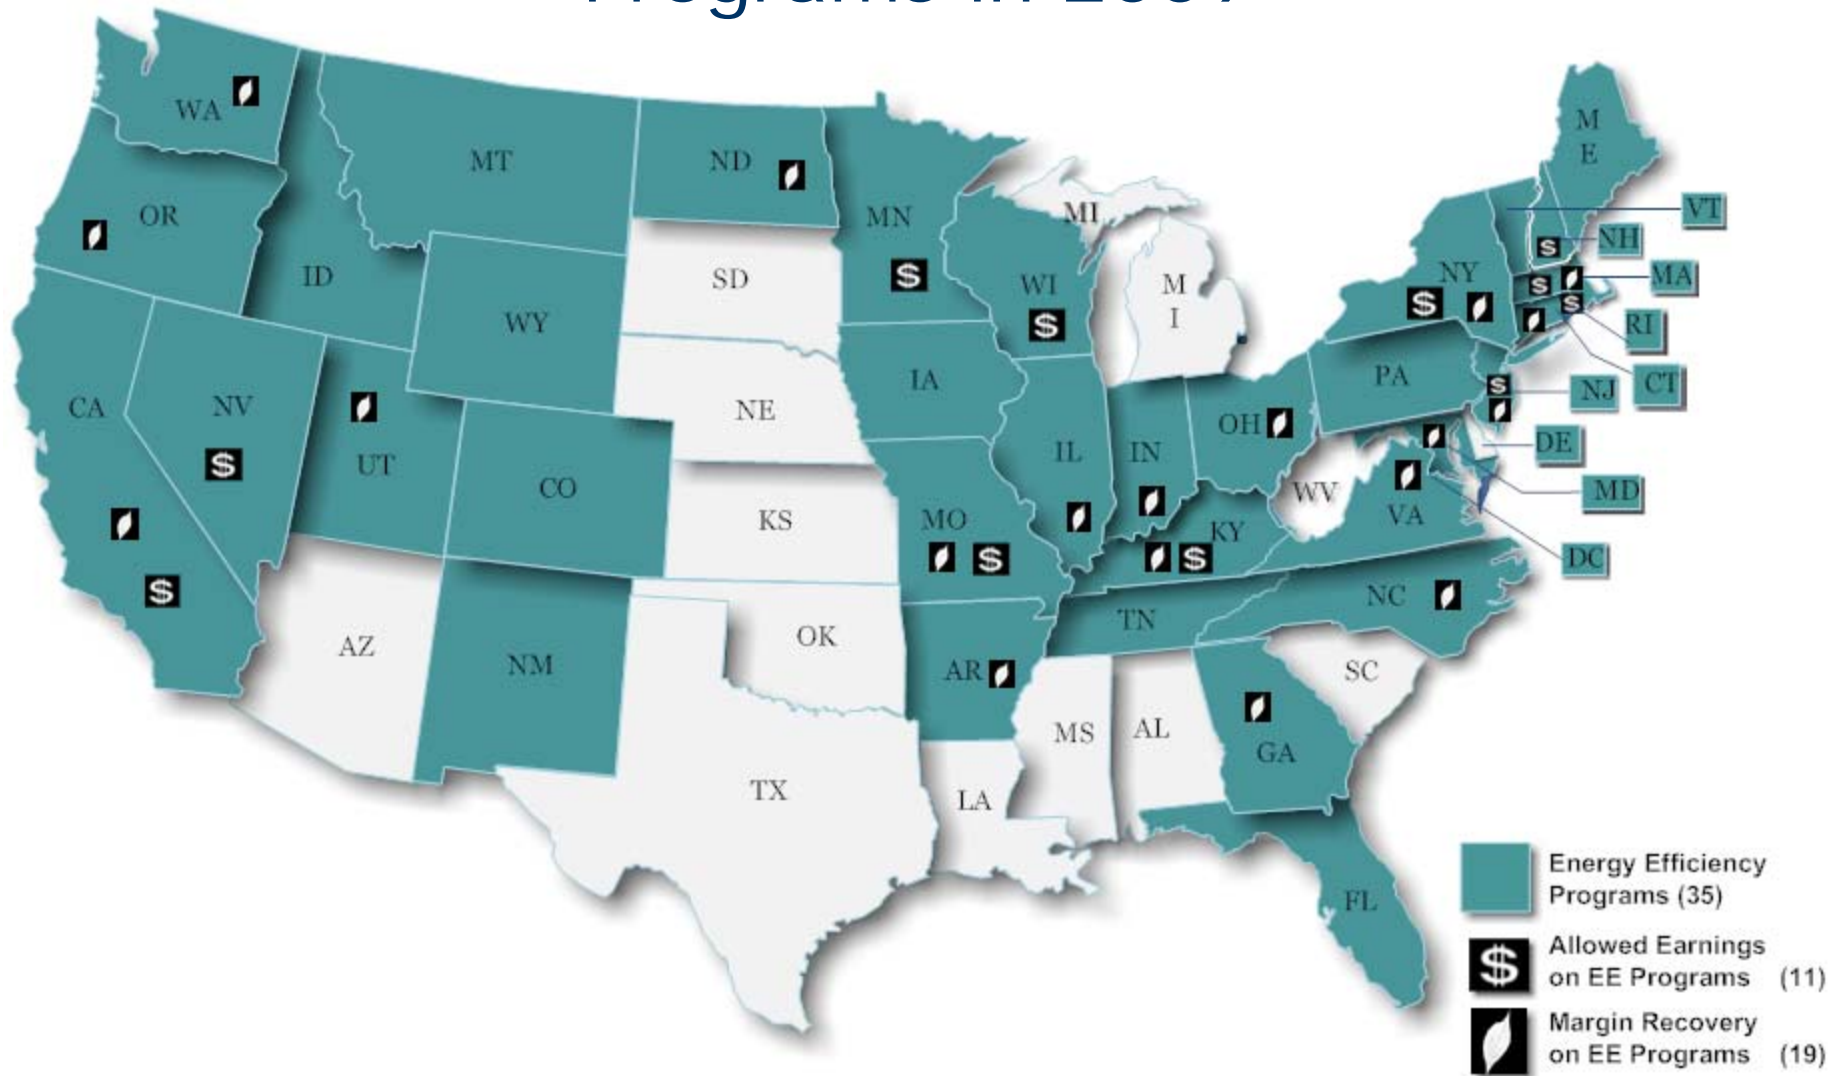 WA
MT
ND
OR
ID
MN
SD
WI
MI
M
I
WY
NE
IA
CA
NV
UT
CO
KS
MO
IL
IN
OH
KY
WV
PA
NY
M
E
VT
NH
MA
RI
CT
NJ
DE
MD
DC
VA
NC
TN
AZ
NM
OK
AR
SC
MS
AL
GA
TX
LA
FL
Energy Efficiency
Programs (35)
$ Allowed Earnings
on EE Programs (11)
Margin Recovery
on EE Programs (19)